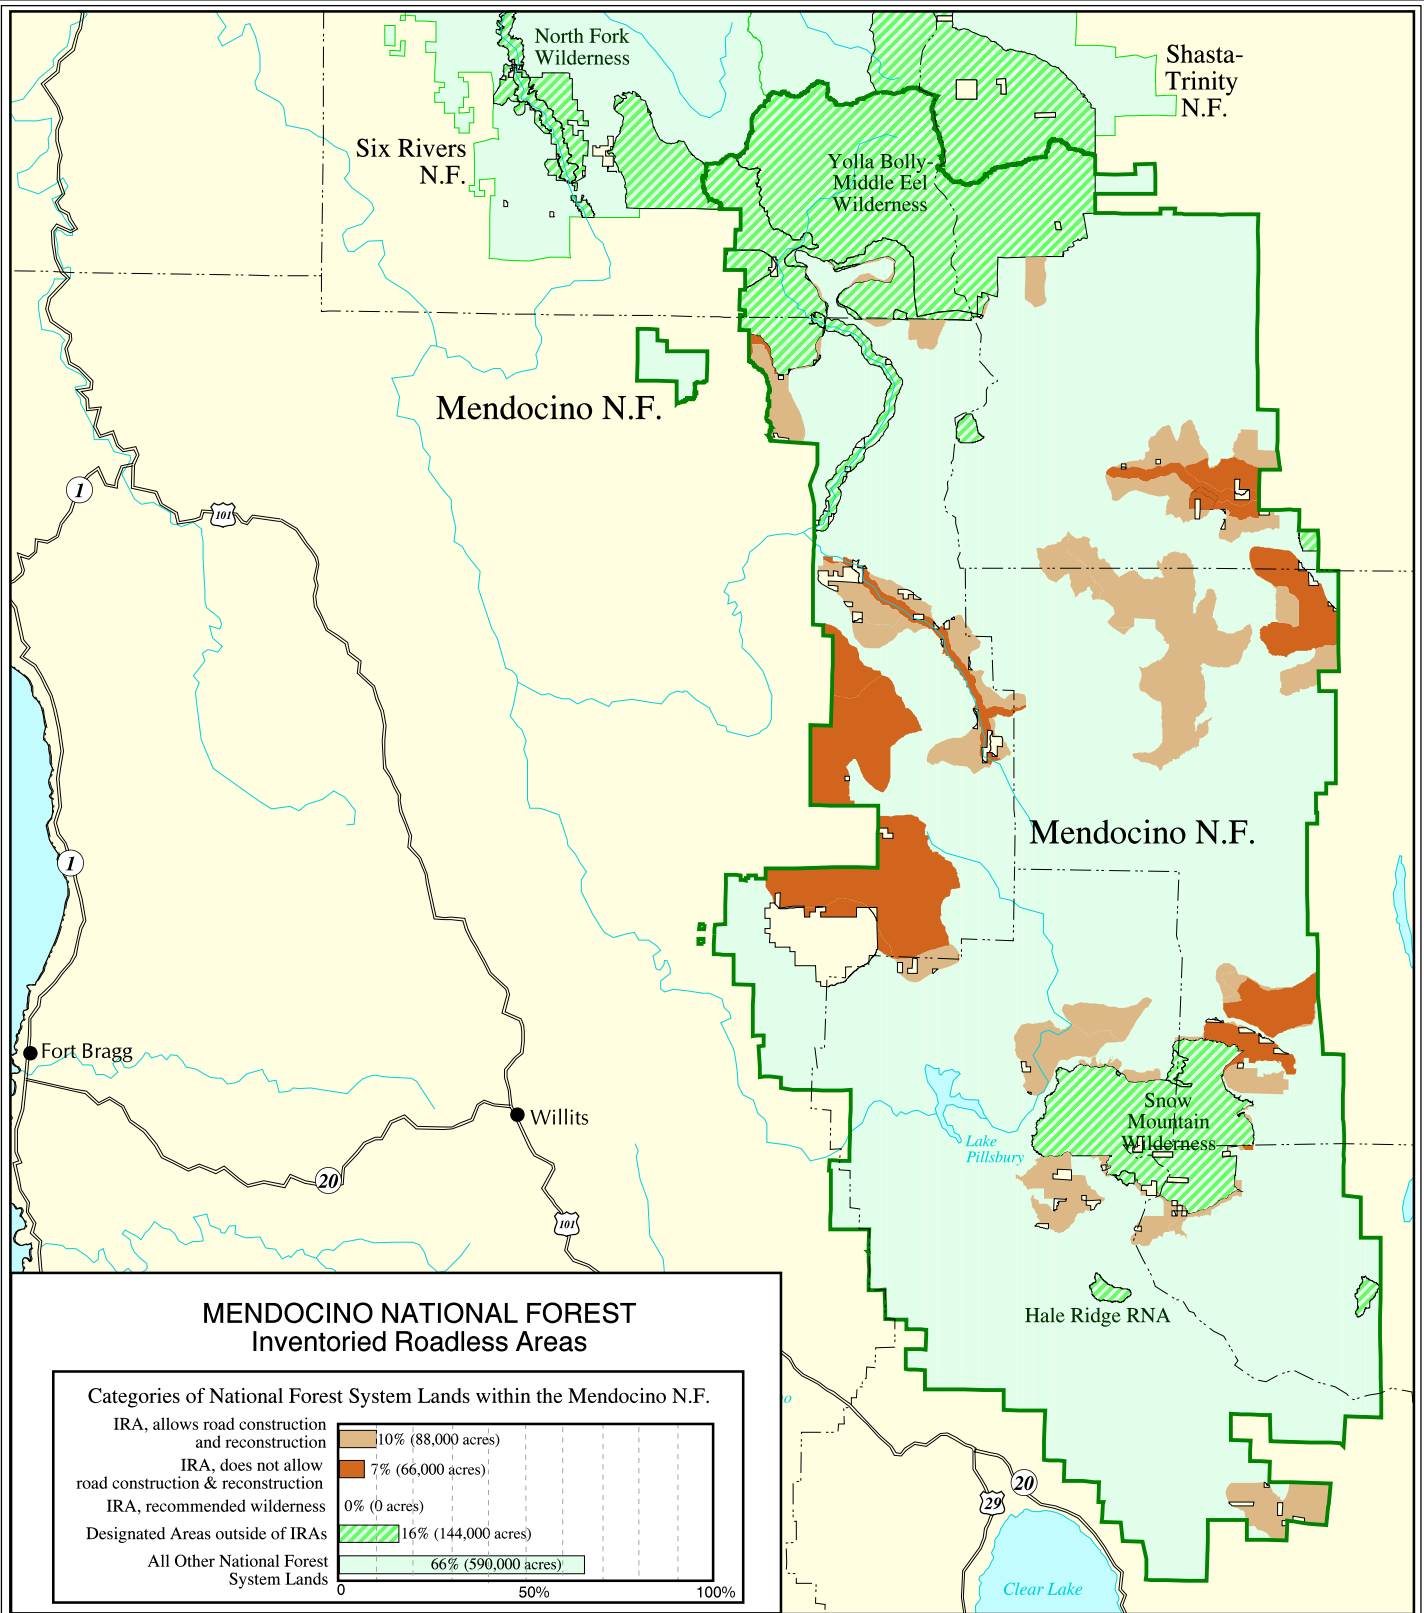 North Fork
Wilderness
Shasta-
Trinity
N.F.
Six Rivers
N.F.
Yolla Bolly-
Middle Eel
Wilderness
Mendocino N.F.
1
101
Mendocino N.F.
1
Fort Bragg
Willits
Snow
Mountain
Wilderness
Lake
Pillsbury
20
101
Hale Ridge RNA
MENDOCINO NATIONAL FOREST
Inventoried Roadless Areas
Categories of National Forest System Lands within the Mendocino N.F.
IRA, allows road construction
and reconstruction
10% (88,000 acres)
IRA, does not allow
road construction & reconstruction
7% (66,000 acres)
IRA, recommended wilderness
0% (0 acres)
Designated Areas outside of IRAs
16% (144,000 acres)
All Other National Forest
System Lands
66% (590,000 acres)
0
50%
100%
20
29
Clear Lake